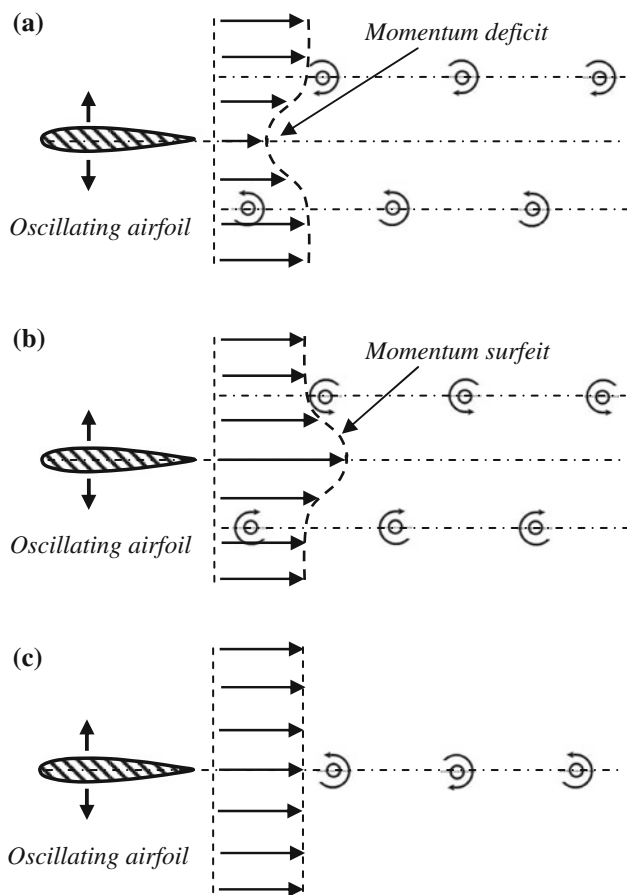 (a)
Momentum deficit
Oscillating airfoil
(b)
Momentum surfeit
Oscillating airfoil
(c)
Oscillating airfoil